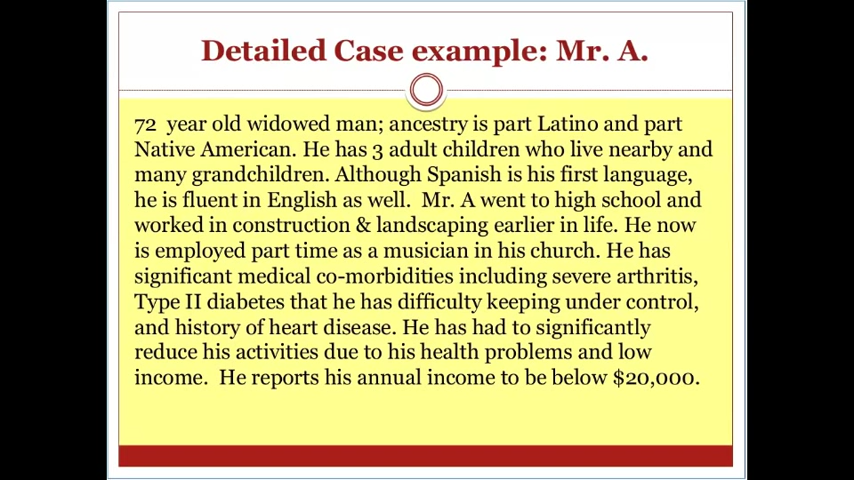 Detailed Case example: Mr. A.
72 year old widowed man; ancestry is part Latino and part
Native American. He has 3 adult children who live nearby and
many grandchildren. Although Spanish is his first language,
he is fluent in English as well. Mr. A went to high school and
worked in construction & landscaping earlier in life. He now
is employed part time as a musician in his church. He has
significant medical co-morbidities including severe arthritis,
Type II diabetes that he has difficulty keeping under control,
and history of heart disease. He has had to significantly
reduce his activities due to his health problems and low
income. He reports his annual income to be below $20,000.